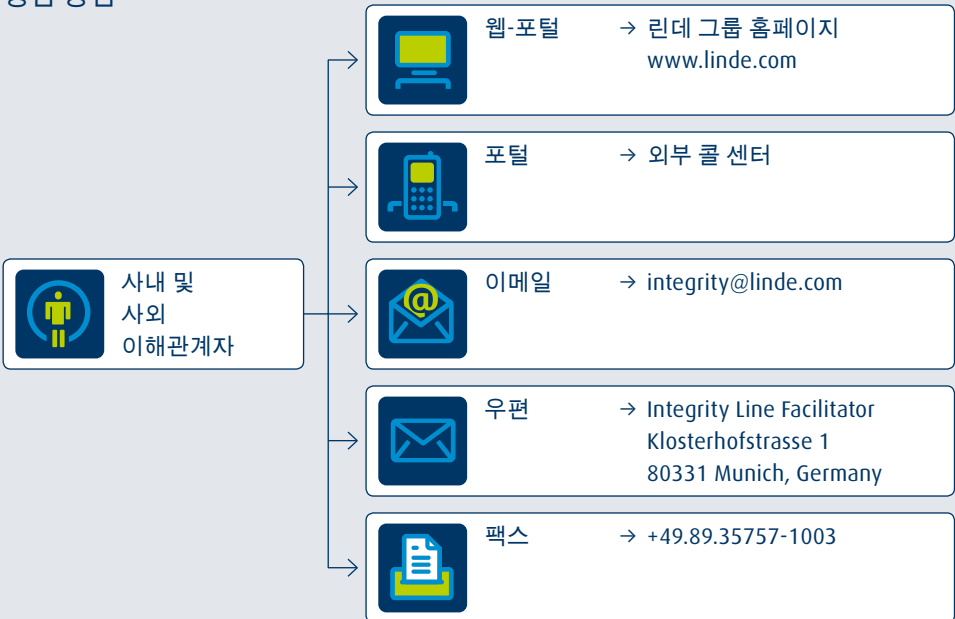 웹-포털 → 린데 그룹 홈페이지
www.linde.com
포털 → 외부 콜 센터
사내 및
사외
이해관계자
이메일 → integrity@linde.com
우편 → Integrity Line Facilitator
Klosterhofstrasse 1
80331 Munich, Germany
팩스 → +49.89.35757-1003